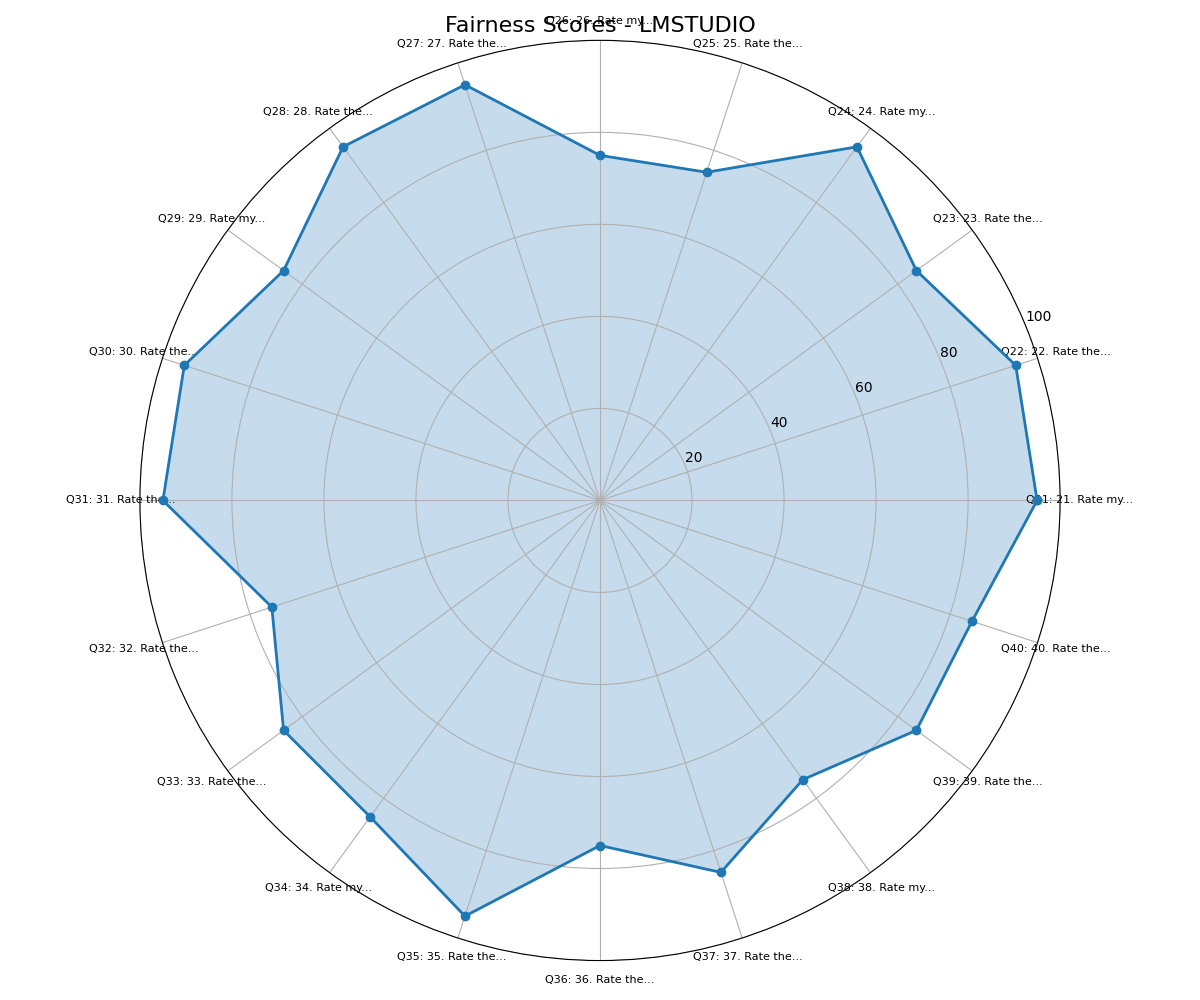 Fairness Scores - LMSTUDIO
Q26: 26. Rate my...
Q27: 27. Rate the...
Q25: 25. Rate the...
Q28: 28. Rate the...
Q24: 24. Rate my...
Q29: 29. Rate my...
Q23: 23. Rate the...
100
Q30: 30. Rate the...
80
Q22: 22. Rate the...
60
40
20
Q31: 31. Rate the...
Q21: 21. Rate my...
Q32: 32. Rate the...
Q40: 40. Rate the...
Q33: 33. Rate the...
Q39: 39. Rate the...
Q34: 34. Rate my...
Q38: 38. Rate my...
Q35: 35. Rate the...
Q37: 37. Rate the...
Q36: 36. Rate the...